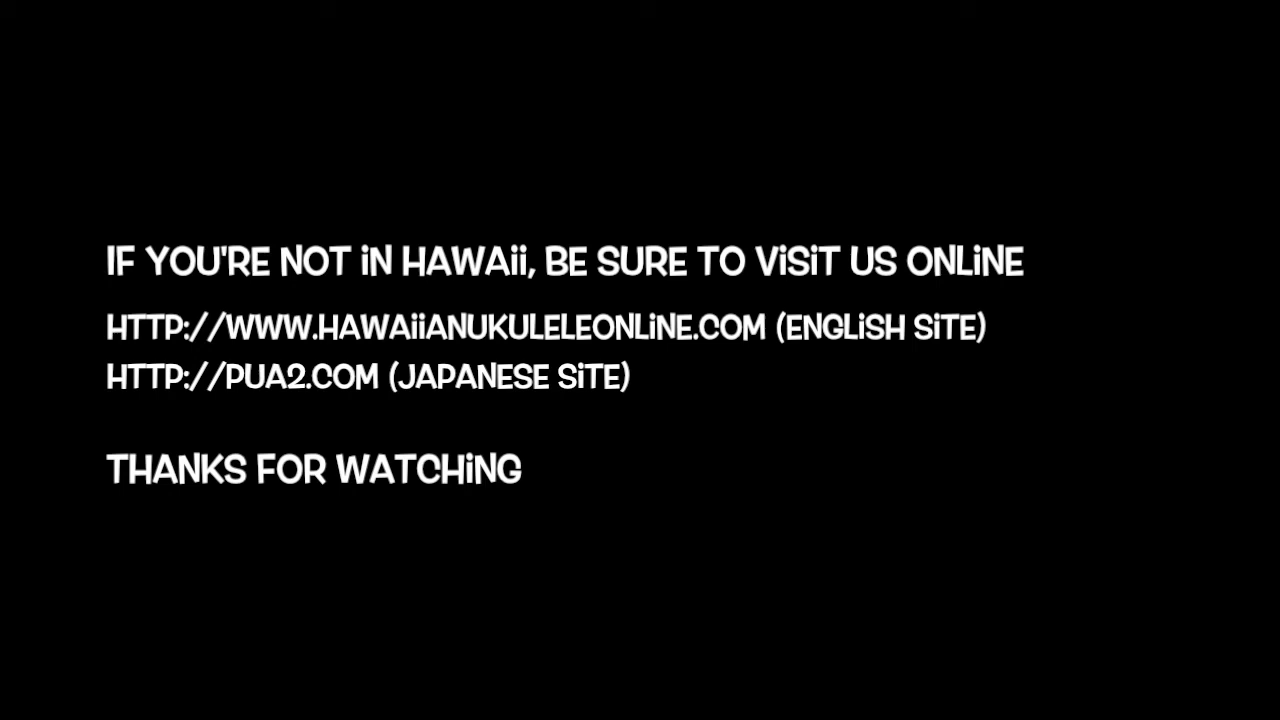 IF YOU'RE NOT iN HAWAii, BE SURE TO ViSiT US ONLiNE
HTTP://WWW.HAWAiiANUKULELEONLiNE.COM (ENGLiSH SiTE)
HTTP://PUA2.COM (JAPANESE SiTE)
THANKS FOR WATCHiNG